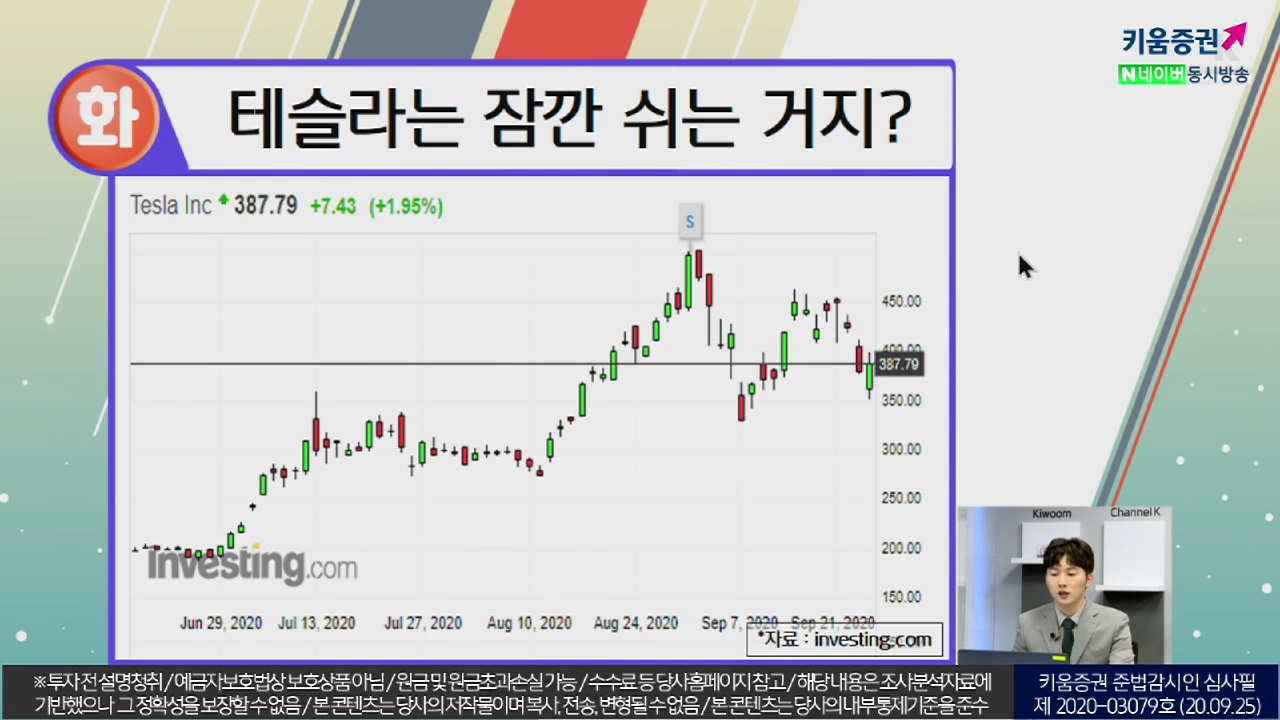 키움증권
N 네이버 동시방송
화
테슬라는 잠깐 쉬는 거지?
Tesla Inc 387.79 +7.43 (+1.95%)
S
450.00
400.00
387.79
350.00
300.00
250.00
200.00
150.00
Investing.com
Jun 29, 2020 Jul 13, 2020 Jul 27, 2020 Aug 10, 2020 Aug 24, 2020 Sep 7, 2020 Sep 21, 2020
*자료 : investing.com
Kiwoom Channel K
※ 투자 전 설명청취 / 예금자보호법상 보호상품 아님 / 원금 및 원금초과손실 가능 / 수수료 등 당사홈페이지 참고 / 해당 내용은 조사분석자료에
기반했으나 그 정확성을 보장할 수 없음 / 본 콘텐츠는 당사의 저작물이며 복사, 전송, 변형될 수 없음 / 본 콘텐츠는 당사의 내부통제기준을 준수
키움증권 준법감시인 심사필
제 2020-03079호 (20.09.25)